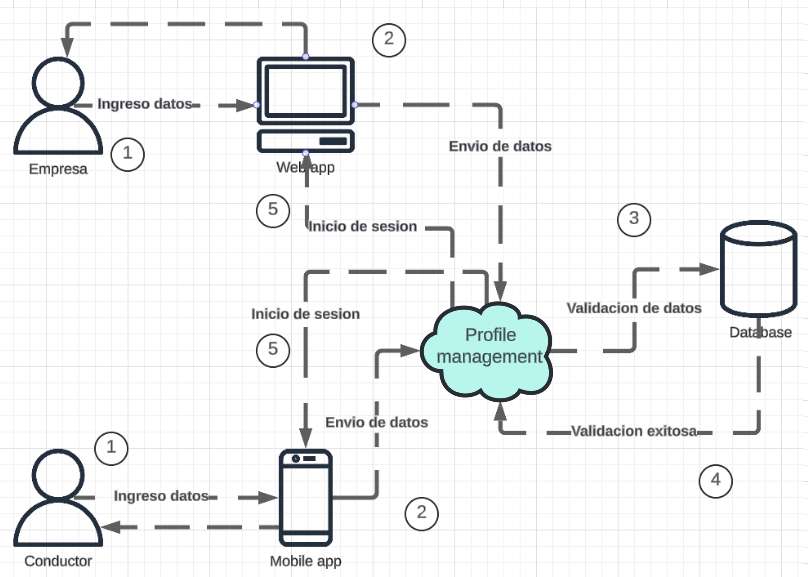 2
Ingreso datos
1
Empresa
Web app
Envio de datos
5
Inicio de sesion
3
Inicio de sesion
Validacion de datos
Database
Profile
management
5
Envio de datos
Validacion exitosa
1
4
Ingreso datos
2
Conductor
Mobile app